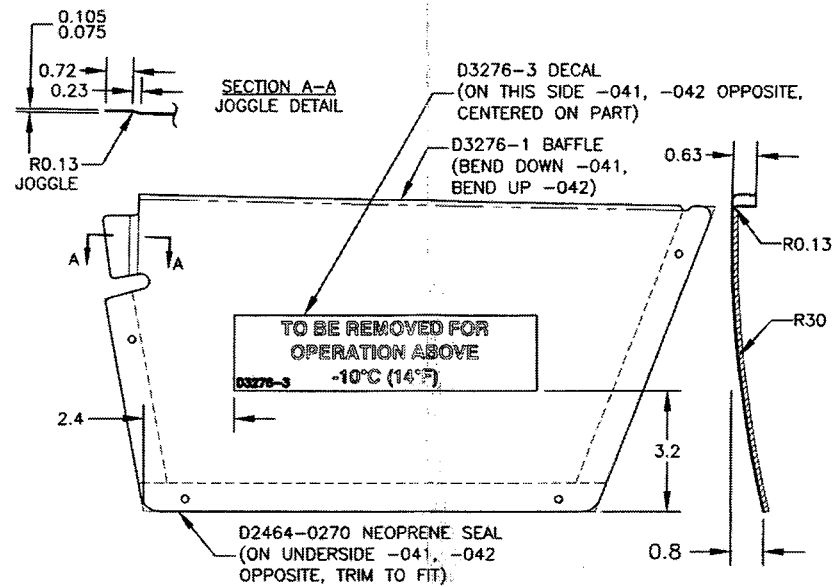 0.105
0.075
0.72
0.23
SECTION A-A
JOGGLE DETAIL
R0.13
JOGGLE
D3276-3 DECAL
(ON THIS SIDE -041, -042 OPPOSITE,
CENTERED ON PART)
D3276-1 BAFFLE
(BEND DOWN -041,
BEND UP -042)
0.63
R0.13
R30
A
A
TO BE REMOVED FOR
OPERATION ABOVE
-10°C (14°F)
D3276-3
2.4
3.2
0.8
D2464-0270 NEOPRENE SEAL
(ON UNDERSIDE -041, -042
OPPOSITE, TRIM TO FIT)